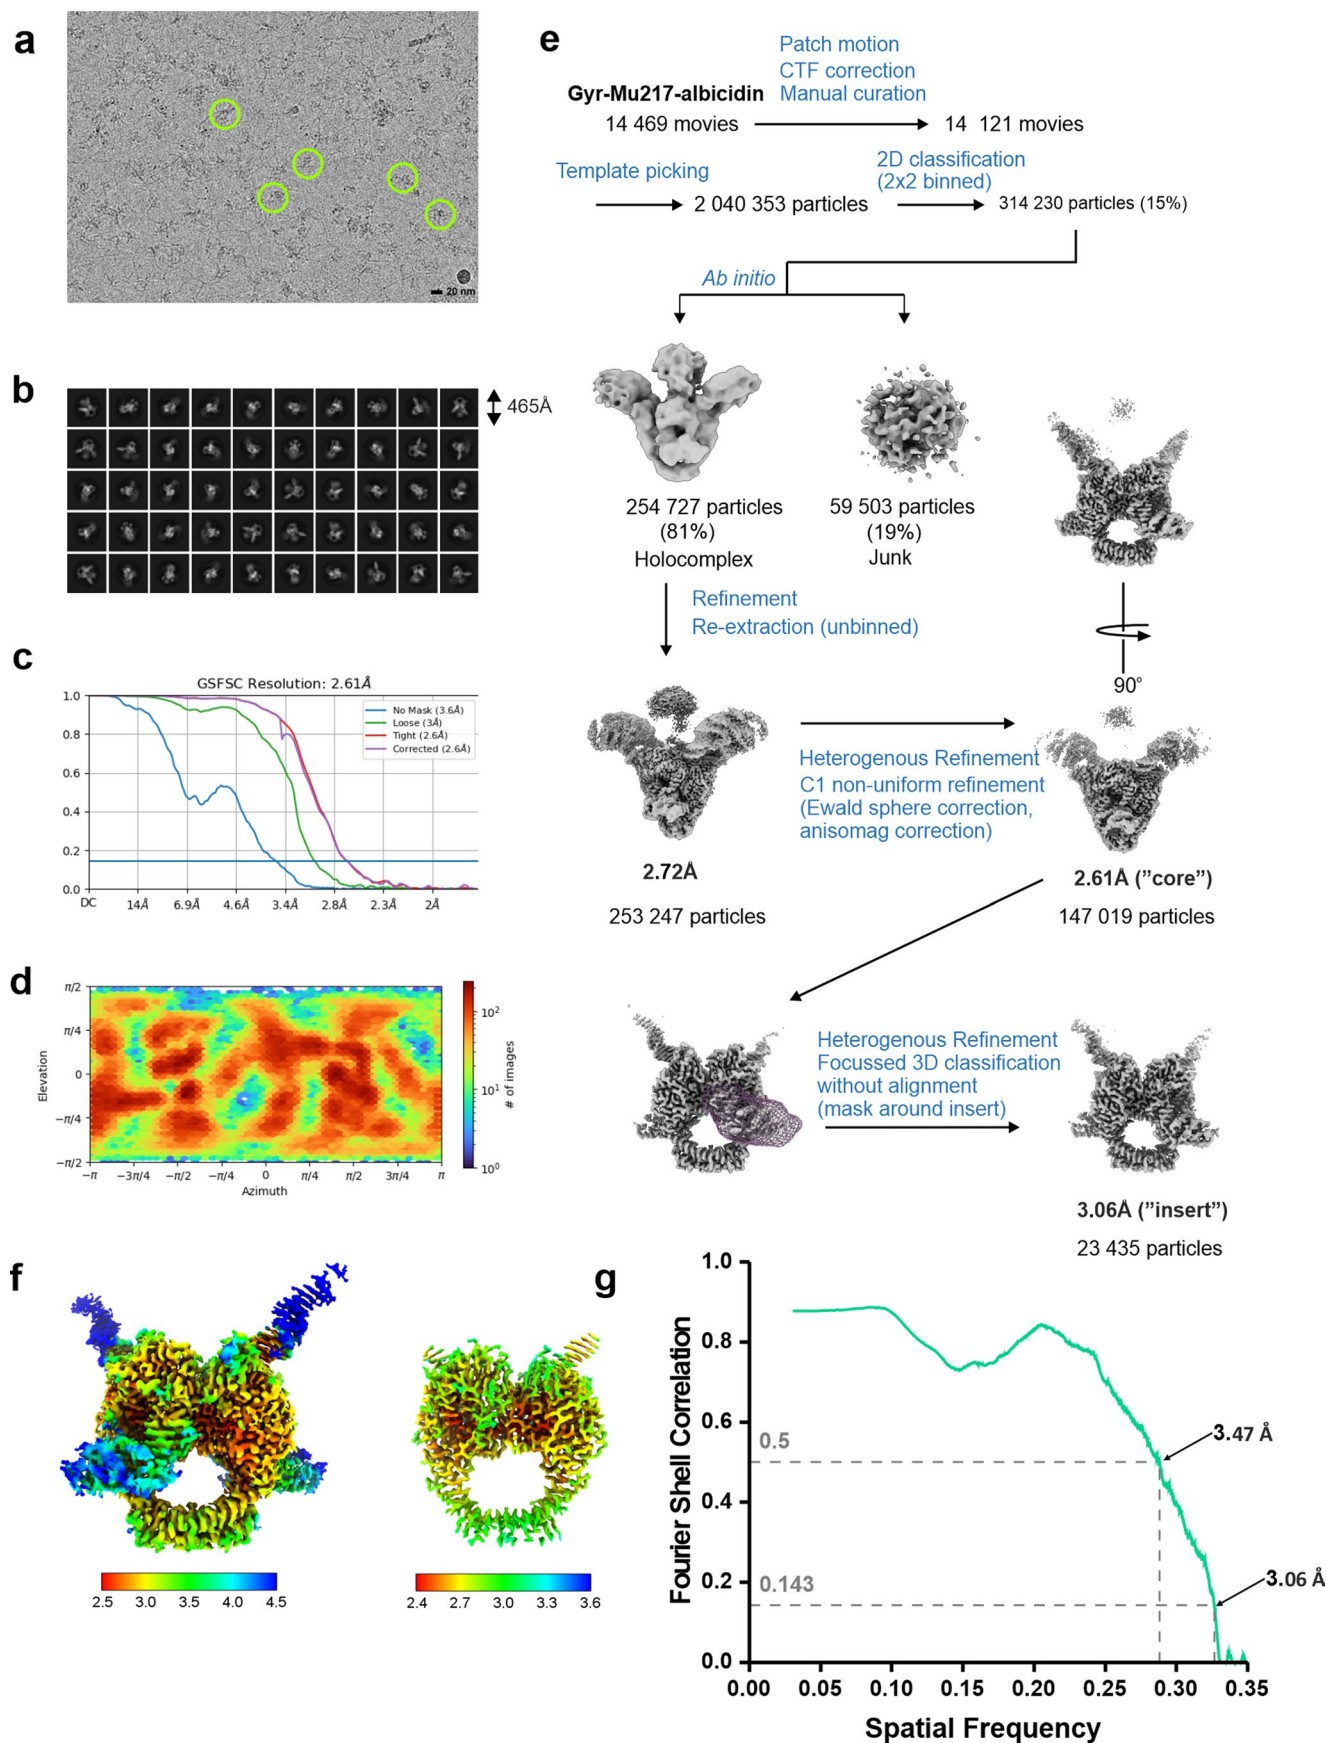 a
20 nm
b
465Å
c
GSFSC Resolution: 2.61Å
No Mask (3.6Å)
Loose (3Å)
Tight (2.6Å)
Corrected (2.6Å)
1.0
0.8
0.6
0.4
0.2
0.0
DC
14Å
6.9Å
4.6Å
3.4Å
2.8Å
2.3Å
2Å
d
π/2
π/4
0
−π/4
−π/2
Elevation
−π
−3π/4
−π/2
−π/4
0
π/4
π/2
3π/4
π
Azimuth
10²
10¹
10⁰
# of images
e
Patch motion
CTF correction
Manual curation
Gyr-Mu217-albicidin
14 469 movies
14 121 movies
Template picking
2D classification
(2x2 binned)
2 040 353 particles
314 230 particles (15%)
Ab initio
254 727 particles
(81%)
Holocomplex
59 503 particles
(19%)
Junk
Refinement
Re-extraction (unbinned)
90°
Heterogenous Refinement
C1 non-uniform refinement
(Ewald sphere correction,
anisomag correction)
2.72Å
253 247 particles
2.61Å ("core")
147 019 particles
Heterogenous Refinement
Focussed 3D classification
without alignment
(mask around insert)
3.06Å ("insert")
23 435 particles
f
2.5
3.0
3.5
4.0
4.5
2.4
2.7
3.0
3.3
3.6
g
Fourier Shell Correlation
1.0
0.8
0.6
0.4
0.2
0.0
0.5
0.143
3.47 Å
3.06 Å
0.00
0.05
0.10
0.15
0.20
0.25
0.30
0.35
Spatial Frequency